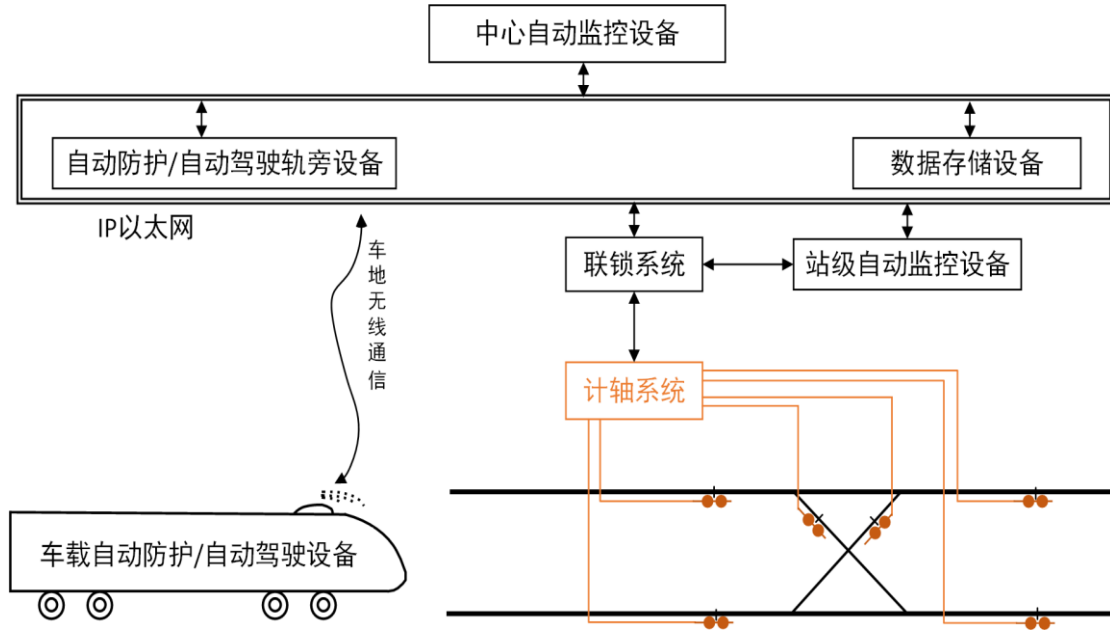 中心自动监控设备
自动防护/自动驾驶轨旁设备
数据存储设备
IP以太网
车地无线通信
联锁系统
站级自动监控设备
计轴系统
车载自动防护/自动驾驶设备